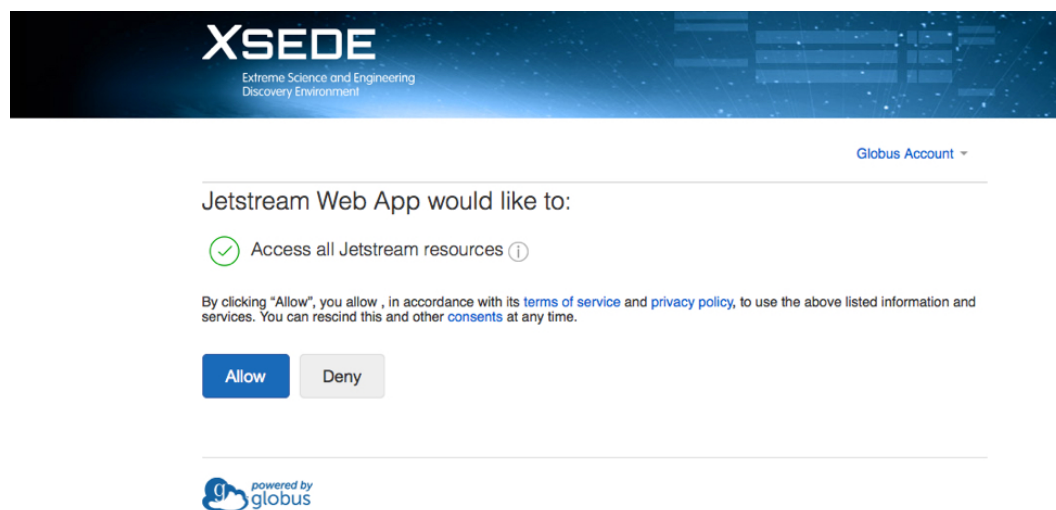 XSEDE
Extreme Science and Engineering
Discovery Environment
Globus Account
Jetstream Web App would like to:
Access all Jetstream resources i
By clicking “Allow”, you allow , in accordance with its terms of service and privacy policy, to use the above listed information and
services. You can rescind this and other consents at any time.
Allow Deny
g powered by
globus